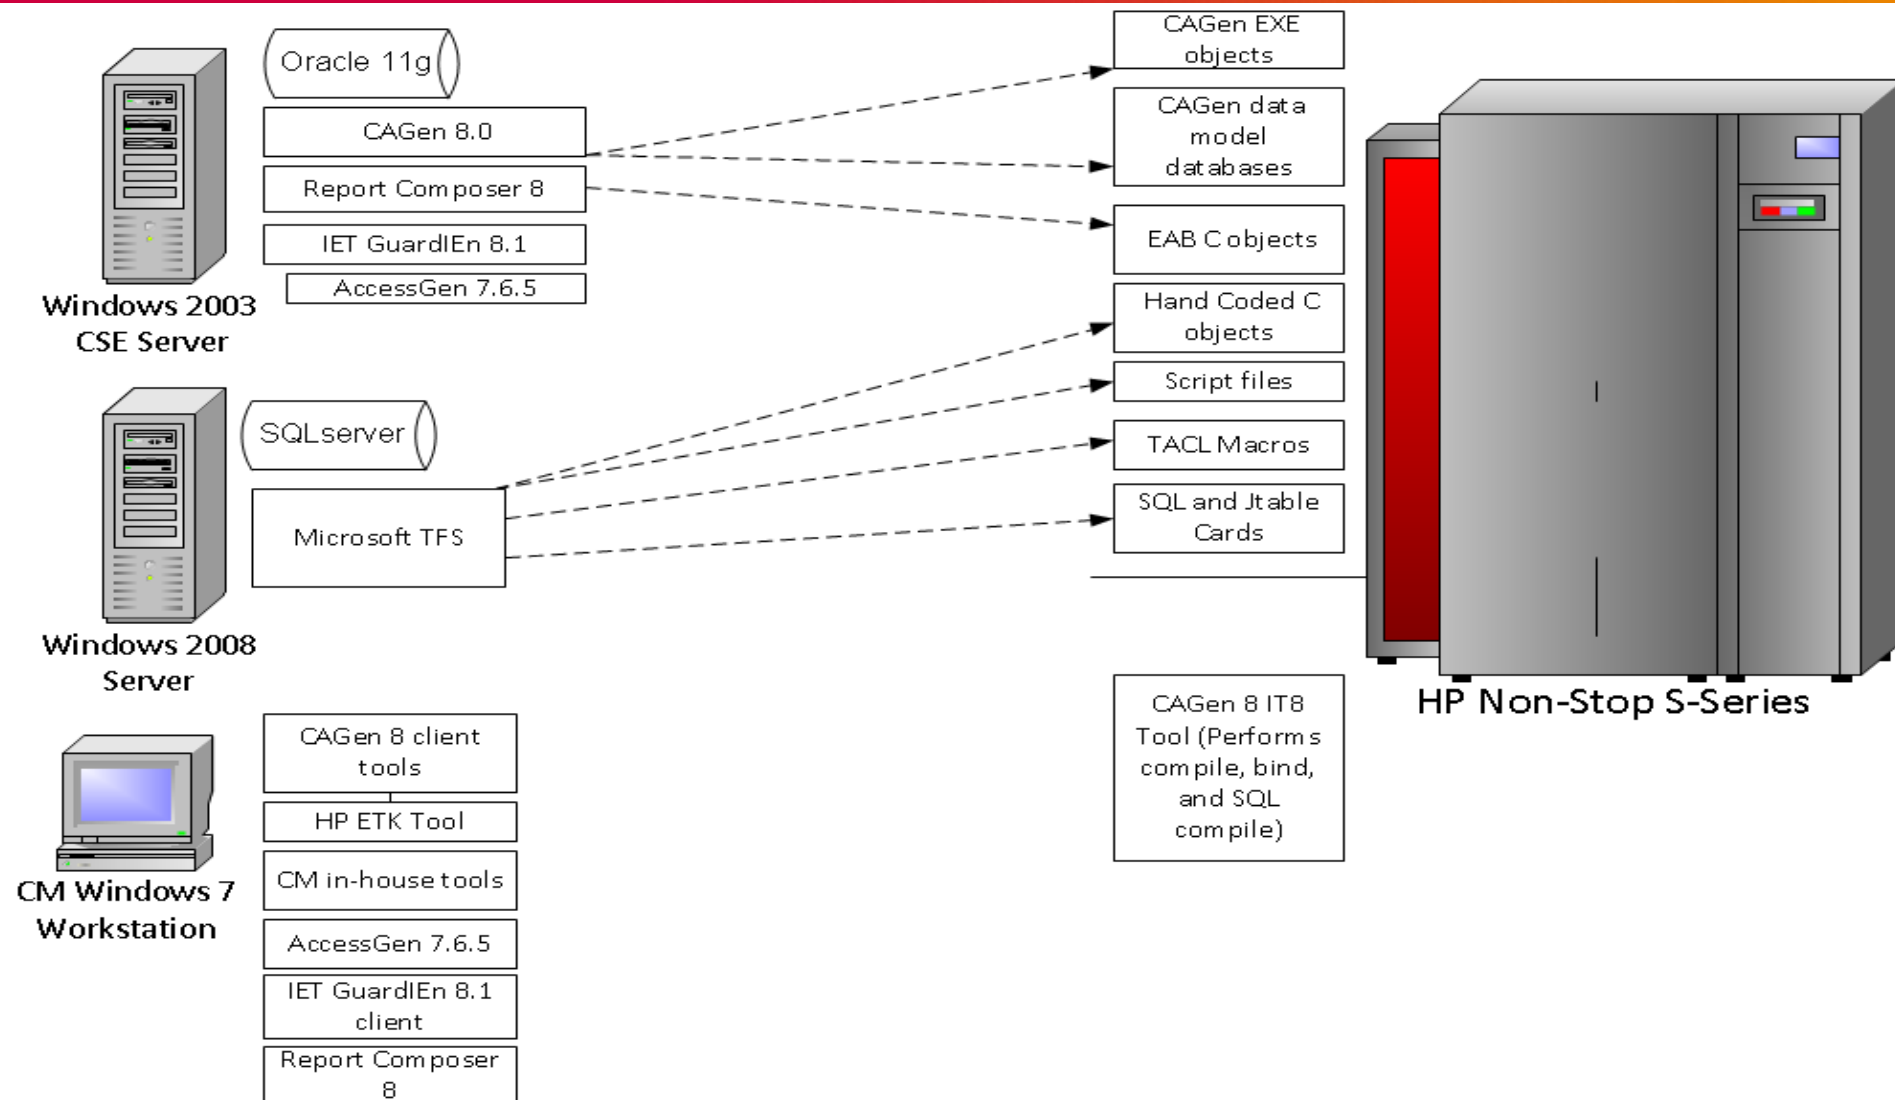 Oracle 11g
CAGen 8.0
Report Composer 8
IET GuardIEn 8.1
AccessGen 7.6.5
Windows 2003
CSE Server
SQLserver
Microsoft TFS
Windows 2008
Server
CAGen 8 client
tools
HP ETK Tool
CM in-house tools
AccessGen 7.6.5
IET GuardIEn 8.1
client
Report Composer
8
CM Windows 7
Workstation
CAGen EXE
objects
CAGen data
model
databases
EAB C objects
Hand Coded C
objects
Script files
TACL Macros
SQL and Jtable
Cards
CAGen 8 IT8
Tool (Performs
compile, bind,
and SQL
compile)
HP Non-Stop S-Series